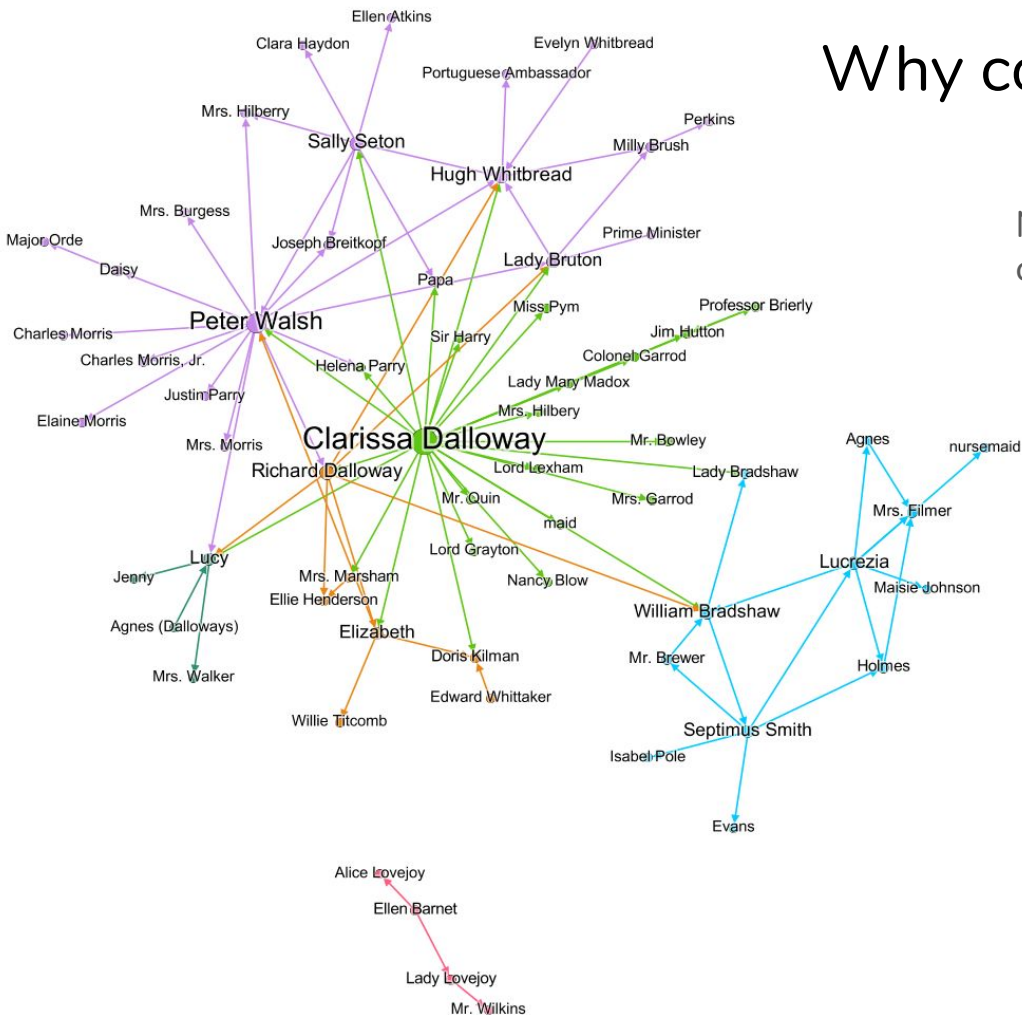 Ellen Atkins
Clara Haydon
Evelyn Whitbread
Why co
Portuguese Ambassador
Mrs. Hilberry
Perkins
Sally Seton
Milly Brush
Hugh Whitbread
Mrs. Burgess
Prime Minister
Major Orde
Joseph Breitkopf
Lady Bruton
Daisy
Papa
Miss Pym
Professor Brierly
Peter Walsh
Charles Morris
Sir Harry
Jim Hutton
Colonel Garrod
Charles Morris, Jr.
Helena Parry
Lady Mary Madox
Justin Parry
Mrs. Hilbery
Elaine Morris
Clarissa Dalloway
Mr. Bowley
Agnes
Mrs. Morris
nursemaid
Richard Dalloway
Lord Lexham
Lady Bradshaw
Mr. Quin
Mrs. Garrod
Mrs. Filmer
maid
Lord Grayton
Lucy
Lucrezia
Jenny
Mrs. Marsham
Nancy Blow
Maisie Johnson
Ellie Henderson
William Bradshaw
Agnes (Dalloways)
Elizabeth
Doris Kilman
Mr. Brewer
Holmes
Mrs. Walker
Edward Whittaker
Willie Titcomb
Septimus Smith
Isabel Pole
Evans
Alice Lovejoy
Ellen Barnet
Lady Lovejoy
Mr. Wilkins